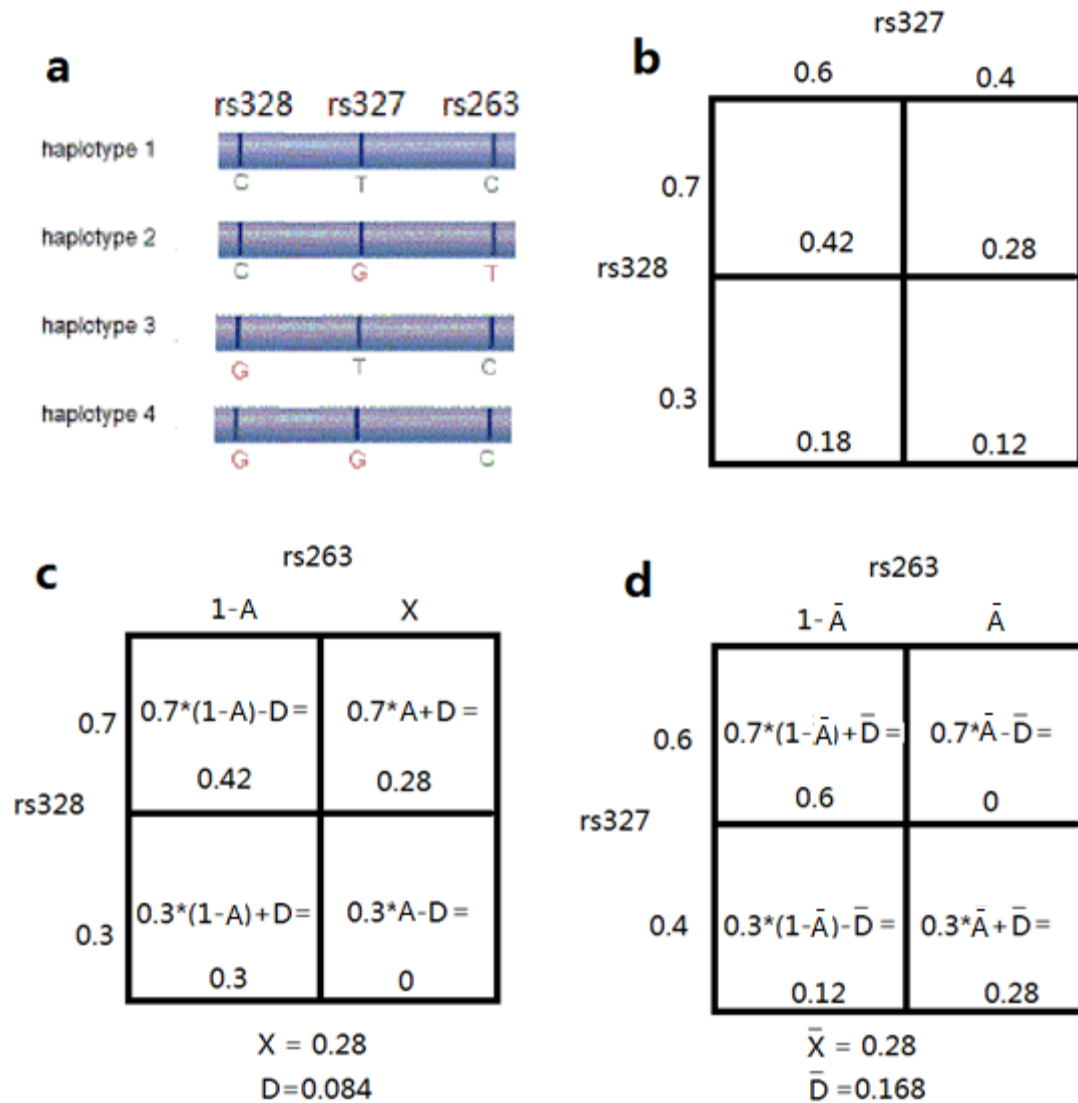 a
rs328 rs327 rs263
haplotype 1
C T C
haplotype 2
C G T
haplotype 3
G T C
haplotype 4
G G C
b
rs327
0.6 0.4
0.7
0.42 0.28
rs328
0.3
0.18 0.12
c
rs263
1-A X
0.7*(1-A)-D= 0.7*A+D=
0.7
0.42 0.28
rs328
0.3*(1-A)+D= 0.3*A-D=
0.3
0.3 0
X = 0.28
D=0.084
d
rs263
1-Ā Ā
0.6
0.7*(1-Ā)+D̄= 0.7*Ā-D̄=
0.6 0
rs327
0.4
0.3*(1-Ā)-D̄= 0.3*Ā+D̄=
0.12 0.28
X̄ = 0.28
D̄=0.168